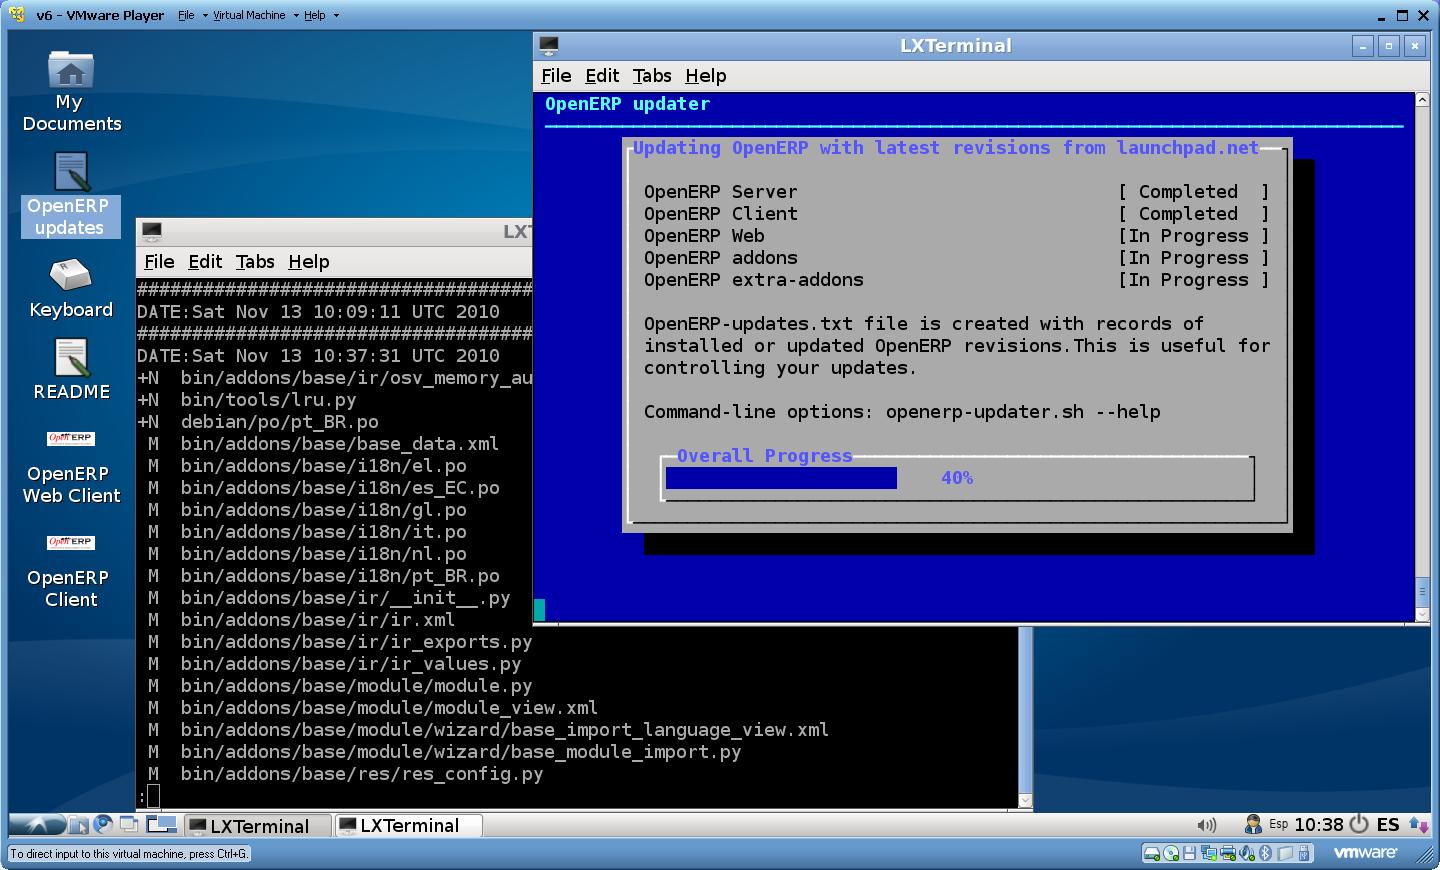 v6 - VMware Player File Virtual Machine Help
My
Documents
OpenERP
updates
Keyboard
README
Open ERP
OpenERP
Web Client
Open ERP
OpenERP
Client
LXTerminal
File Edit Tabs Help
OpenERP updater
Updating OpenERP with latest revisions from launchpad.net
OpenERP Server [ Completed ]
OpenERP Client [ Completed ]
OpenERP Web [In Progress ]
OpenERP addons [In Progress ]
OpenERP extra-addons [In Progress ]
OpenERP-updates.txt file is created with records of
installed or updated OpenERP revisions.This is useful for
controlling your updates.
Command-line options: openerp-updater.sh --help
Overall Progress
40%
LX
File Edit Tabs Help
####################################
DATE:Sat Nov 13 10:09:11 UTC 2010
####################################
DATE:Sat Nov 13 10:37:31 UTC 2010
+N bin/addons/base/ir/osv_memory_au
+N bin/tools/lru.py
+N debian/po/pt_BR.po
M bin/addons/base/base_data.xml
M bin/addons/base/i18n/el.po
M bin/addons/base/i18n/es_EC.po
M bin/addons/base/i18n/gl.po
M bin/addons/base/i18n/it.po
M bin/addons/base/i18n/nl.po
M bin/addons/base/i18n/pt_BR.po
M bin/addons/base/ir/__init__.py
M bin/addons/base/ir/ir.xml
M bin/addons/base/ir/ir_exports.py
M bin/addons/base/ir/ir_values.py
M bin/addons/base/module/module.py
M bin/addons/base/module/module_view.xml
M bin/addons/base/module/wizard/base_import_language_view.xml
M bin/addons/base/module/wizard/base_module_import.py
M bin/addons/base/res/res_config.py
:
LXTerminal LXTerminal Esp 10:38 ES
To direct input to this virtual machine, press Ctrl+G. vmware